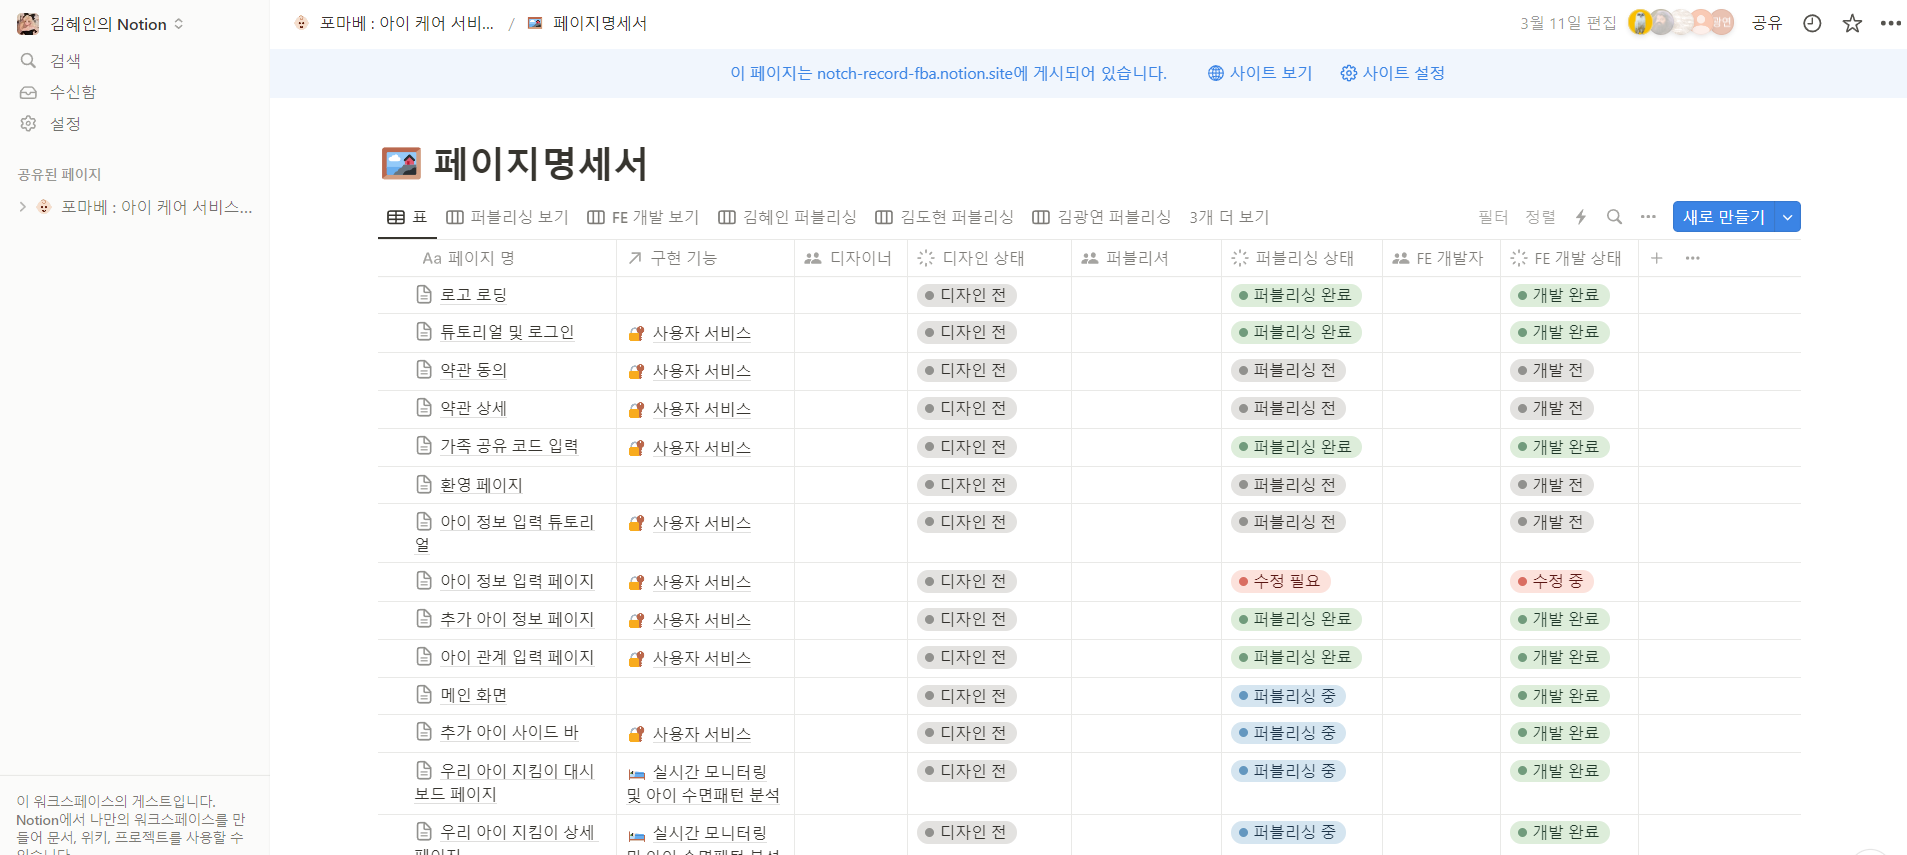 김혜인의 Notion
검색
수신함
설정
공유된 페이지
포마베 : 아이 케어 서비스...
이 워크스페이스의 게스트입니다.
Notion에서 나만의 워크스페이스를 만
들어 문서, 위키, 프로젝트를 사용할 수
있습니다.
포마베 : 아이 케어 서비... / 페이지명세서
3월 11일 편집 광연 공유
이 페이지는 notch-record-fba.notion.site에 게시되어 있습니다. 사이트 보기 사이트 설정
페이지명세서
표 퍼블리싱 보기 FE 개발 보기 김혜인 퍼블리싱 김도현 퍼블리싱 김광연 퍼블리싱 3개 더 보기 필터 정렬 새로 만들기
Aa 페이지 명 구현 기능 디자이너 디자인 상태 퍼블리셔 퍼블리싱 상태 FE 개발자 FE 개발 상태
로고 로딩 디자인 전 퍼블리싱 완료 개발 완료
튜토리얼 및 로그인 사용자 서비스 디자인 전 퍼블리싱 완료 개발 완료
약관 동의 사용자 서비스 디자인 전 퍼블리싱 전 개발 전
약관 상세 사용자 서비스 디자인 전 퍼블리싱 전 개발 전
가족 공유 코드 입력 사용자 서비스 디자인 전 퍼블리싱 완료 개발 완료
환영 페이지 디자인 전 퍼블리싱 전 개발 전
아이 정보 입력 튜토리 사용자 서비스 디자인 전 퍼블리싱 전 개발 전
얼
아이 정보 입력 페이지 사용자 서비스 디자인 전 수정 필요 수정 중
추가 아이 정보 페이지 사용자 서비스 디자인 전 퍼블리싱 완료 개발 완료
아이 관계 입력 페이지 사용자 서비스 디자인 전 퍼블리싱 완료 개발 완료
메인 화면 디자인 전 퍼블리싱 중 개발 완료
추가 아이 사이드 바 사용자 서비스 디자인 전 퍼블리싱 중 개발 완료
우리 아이 지킴이 대시 실시간 모니터링 디자인 전 퍼블리싱 중 개발 완료
보드 페이지 및 아이 수면패턴 분석
우리 아이 지킴이 상세 실시간 모니터링 디자인 전 퍼블리싱 중 개발 완료
페이지 및 아이 수면패턴 분석